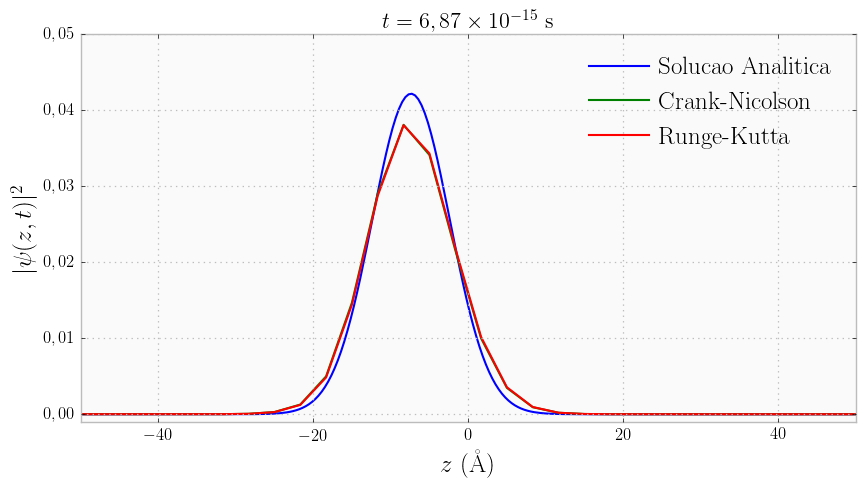 t = 6,87 × 10⁻¹⁵ s
0,05
0,04
0,03
0,02
0,01
0,00
|ψ(z, t)|²
Solucao Analitica
Crank-Nicolson
Runge-Kutta
−40
−20
0
20
40
z (Å)